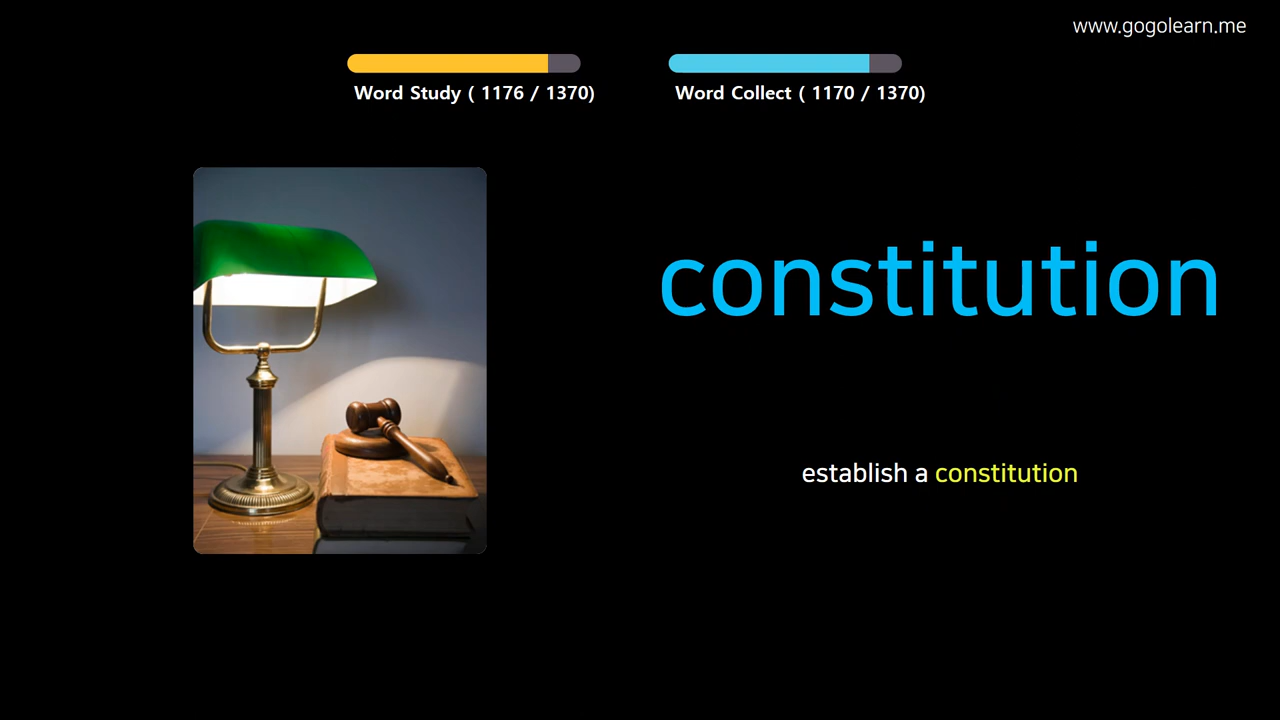 www.gogolearn.me
Word Study ( 1176 / 1370)
Word Collect ( 1170 / 1370)
constitution
establish a constitution